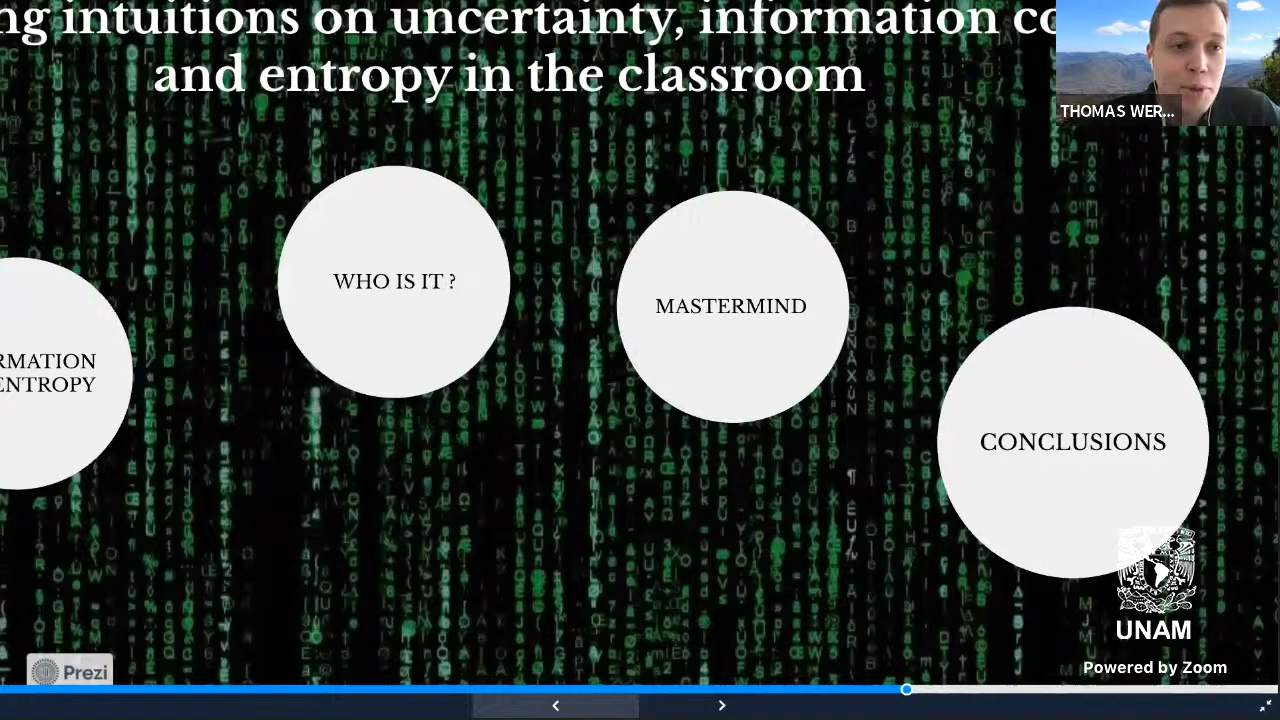 ng intuitions on uncertainty, information co
and entropy in the classroom
THOMAS WER...
WHO IS IT ?
MASTERMIND
RMATION
ENTROPY
CONCLUSIONS
UNAM
Prezi
Powered by Zoom